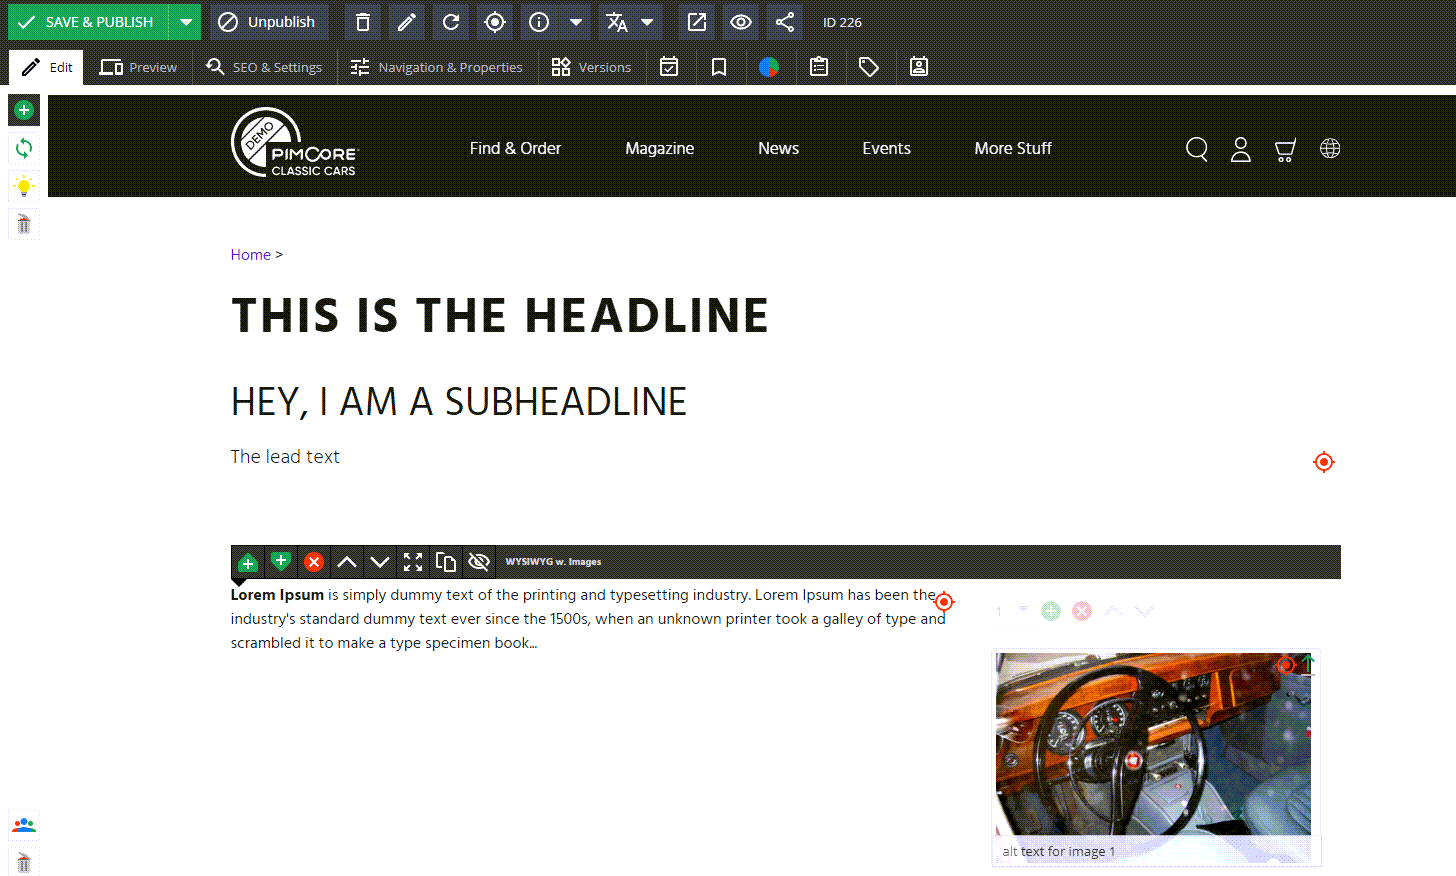 SAVE & PUBLISH
Unpublish
ID 226
Edit
Preview
SEO & Settings
Navigation & Properties
Versions
DEMO
PIMCORE
CLASSIC CARS
Find & Order
Magazine
News
Events
More Stuff
Home >
THIS IS THE HEADLINE
HEY, I AM A SUBHEADLINE
The lead text
WYSIWYG w. Images
Lorem Ipsum is simply dummy text of the printing and typesetting industry. Lorem Ipsum has been the
industry's standard dummy text ever since the 1500s, when an unknown printer took a galley of type and
scrambled it to make a type specimen book...
1
alt text for image 1